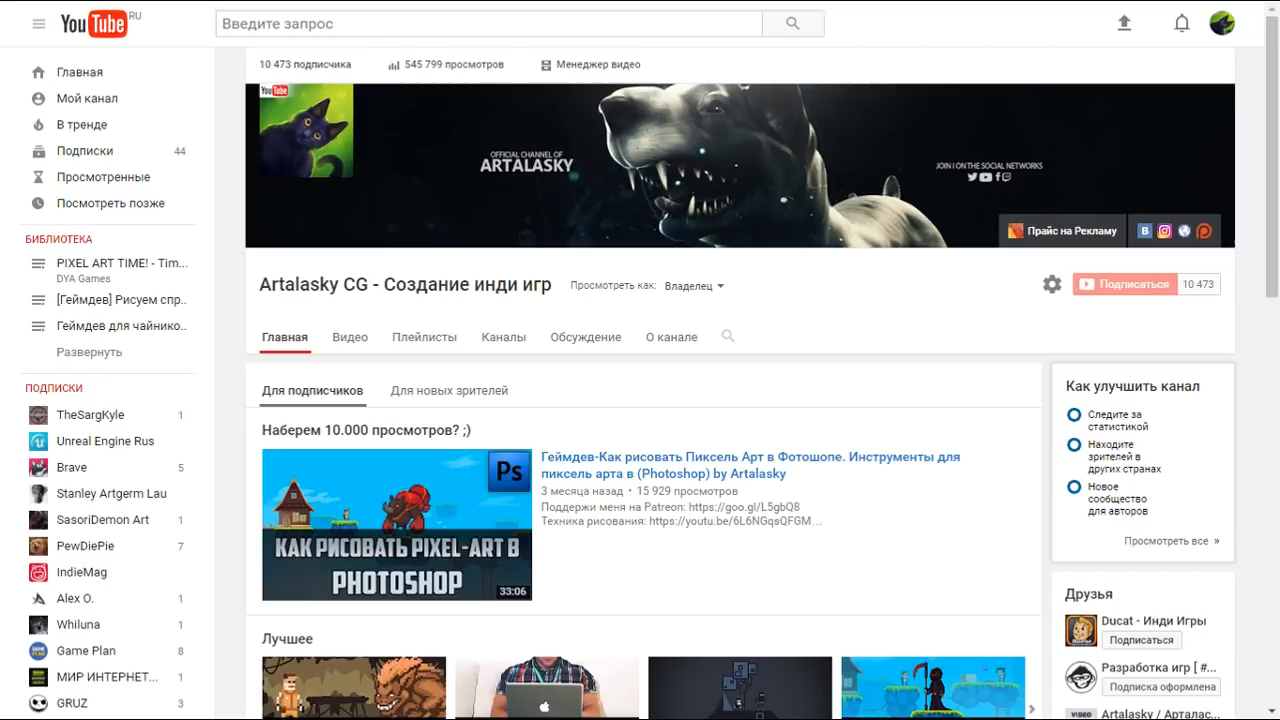 YouTube RU
Введите запрос
Главная
Мой канал
В тренде
Подписки 44
Просмотренные
Посмотреть позже
БИБЛИОТЕКА
PIXEL ART TIME! - Tim...
DYA Games
[Геймдев] Рисуем спр..
Геймдев для чайнико..
Развернуть
ПОДПИСКИ
TheSargKyle 1
Unreal Engine Rus
Brave 5
Stanley Artgerm Lau
SasoriDemon Art 1
PewDiePie 7
IndieMag
Alex O. 1
Whiluna 1
Game Plan 8
МИР ИНТЕРНЕТ... 1
GRUZ 3
10 473 подписчика 545 799 просмотров Менеджер видео
YouTube
OFFICIAL CHANNEL OF
ARTALASKY
JOIN I ON THE SOCIAL NETWORKS
Прайс на Рекламу
Artalasky CG - Создание инди игр Просмотреть как: Владелец
Подписаться 10 473
Главная Видео Плейлисты Каналы Обсуждение О канале
Для подписчиков Для новых зрителей
Наберем 10.000 просмотров? ;)
Ps
КАК РИСОВАТЬ PIXEL-ART В
PHOTOSHOP
33:06
Геймдев-Как рисовать Пиксель Арт в Фотошопе. Инструменты для
пиксель арта в (Photoshop) by Artalasky
3 месяца назад • 15 929 просмотров
Поддержи меня на Patreon: https://goo.gl/L5gbQ8
Техника рисования: https://youtu.be/6L6NGqsQFGM...
Лучшее
Как улучшить канал
Следите за
статистикой
Находите
зрителей в
других странах
Новое
сообщество
для авторов
Просмотреть все »
Друзья
Ducat - Инди Игры
Подписаться
Разработка игр [ #...
Подписка оформлена
VIDEO
Artalasky / Арталас...